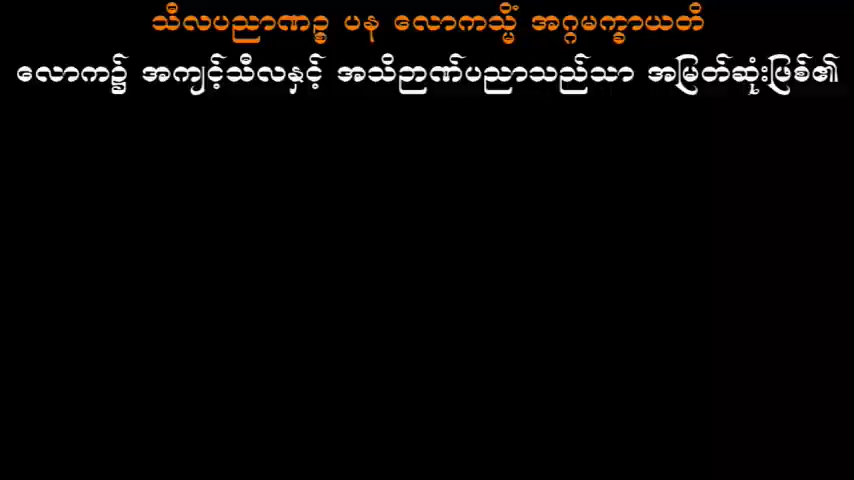 သီလပညာဏဉ္စ ပန လောကသ္မိံ အဂ္ဂမက္ခာယတိ
လောက၌ အကျင့်သီလနှင့် အသိဉာဏ်ပညာသည်သာ အမြတ်ဆုံးဖြစ်၏